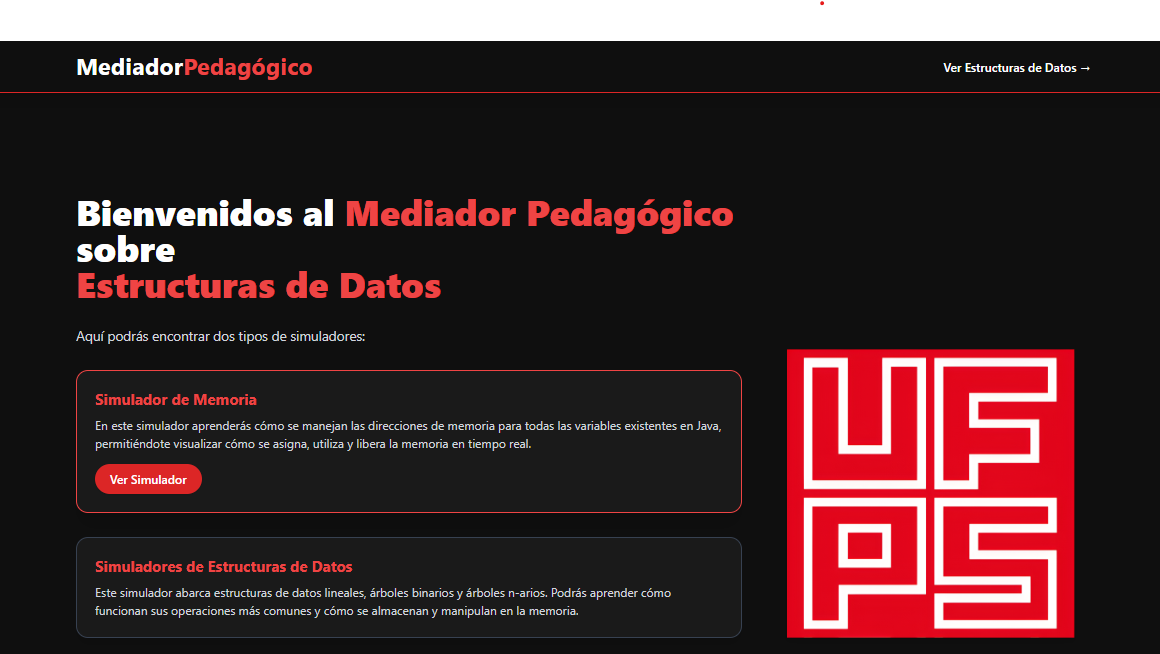 MediadorPedagógico
Ver Estructuras de Datos →
Bienvenidos al Mediador Pedagógico
sobre
Estructuras de Datos
Aquí podrás encontrar dos tipos de simuladores:
Simulador de Memoria
En este simulador aprenderás cómo se manejan las direcciones de memoria para todas las variables existentes en Java,
permitiéndote visualizar cómo se asigna, utiliza y libera la memoria en tiempo real.
Ver Simulador
Simuladores de Estructuras de Datos
Este simulador abarca estructuras de datos lineales, árboles binarios y árboles n-arios. Podrás aprender cómo
funcionan sus operaciones más comunes y cómo se almacenan y manipulan en la memoria.
UF
PS